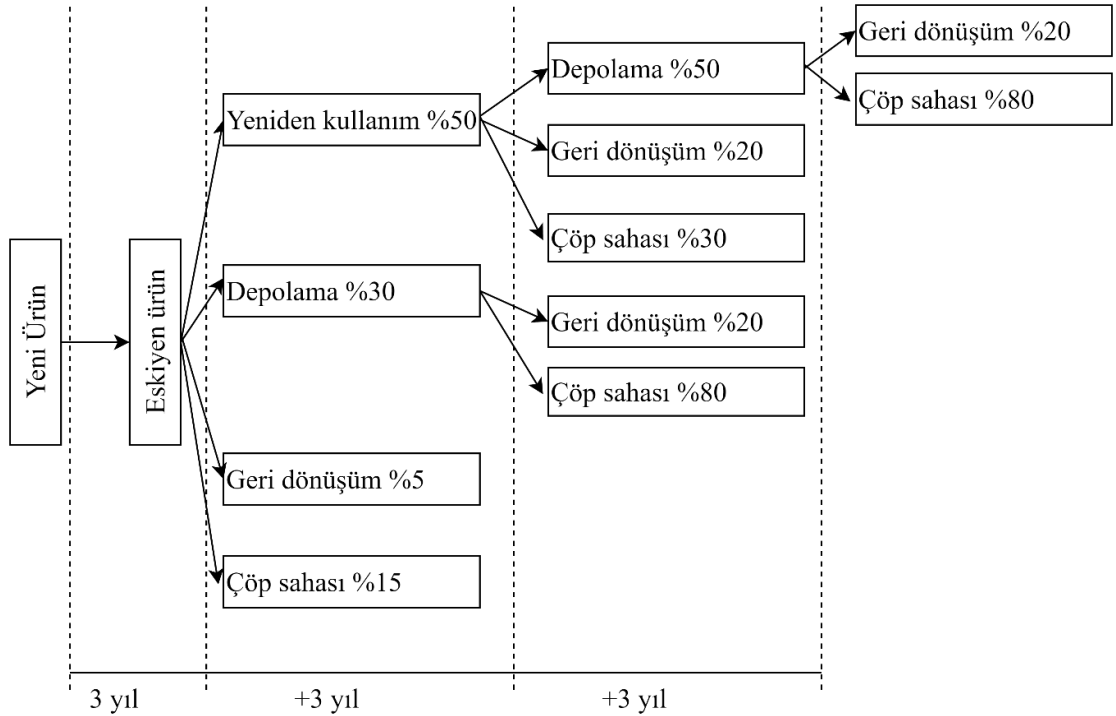 Yeni Ürün
Eskiyen ürün
Yeniden kullanım %50
Depolama %30
Geri dönüşüm %5
Çöp sahası %15
Depolama %50
Geri dönüşüm %20
Çöp sahası %30
Geri dönüşüm %20
Çöp sahası %80
Geri dönüşüm %20
Çöp sahası %80
3 yıl
+3 yıl
+3 yıl